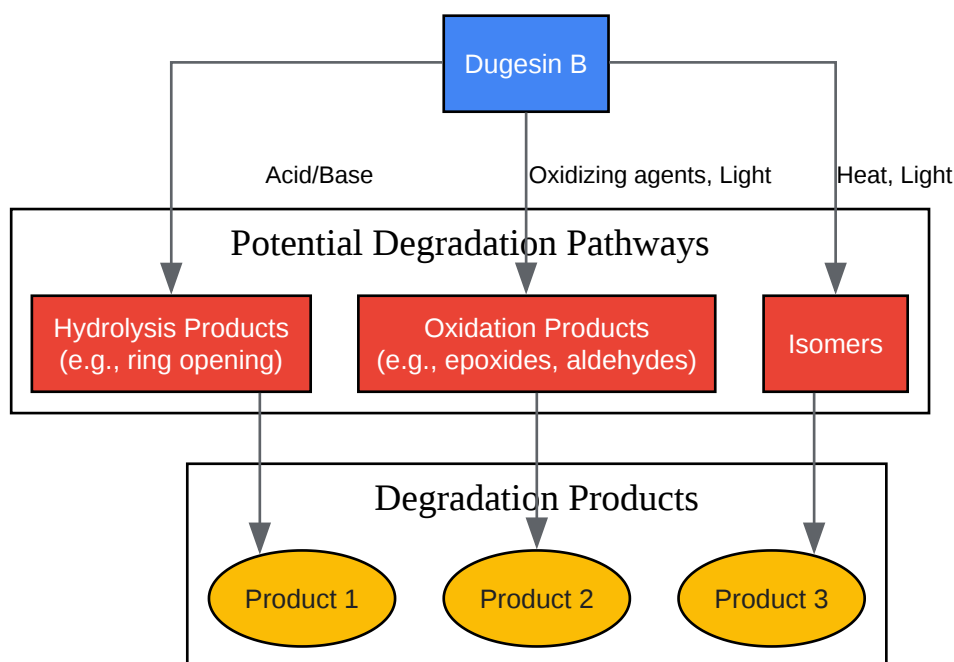 Dugesin B
Acid/Base
Oxidizing agents, Light
Heat, Light
Potential Degradation Pathways
Hydrolysis Products
(e.g., ring opening)
Oxidation Products
(e.g., epoxides, aldehydes)
Isomers
Degradation Products
Product 1
Product 2
Product 3